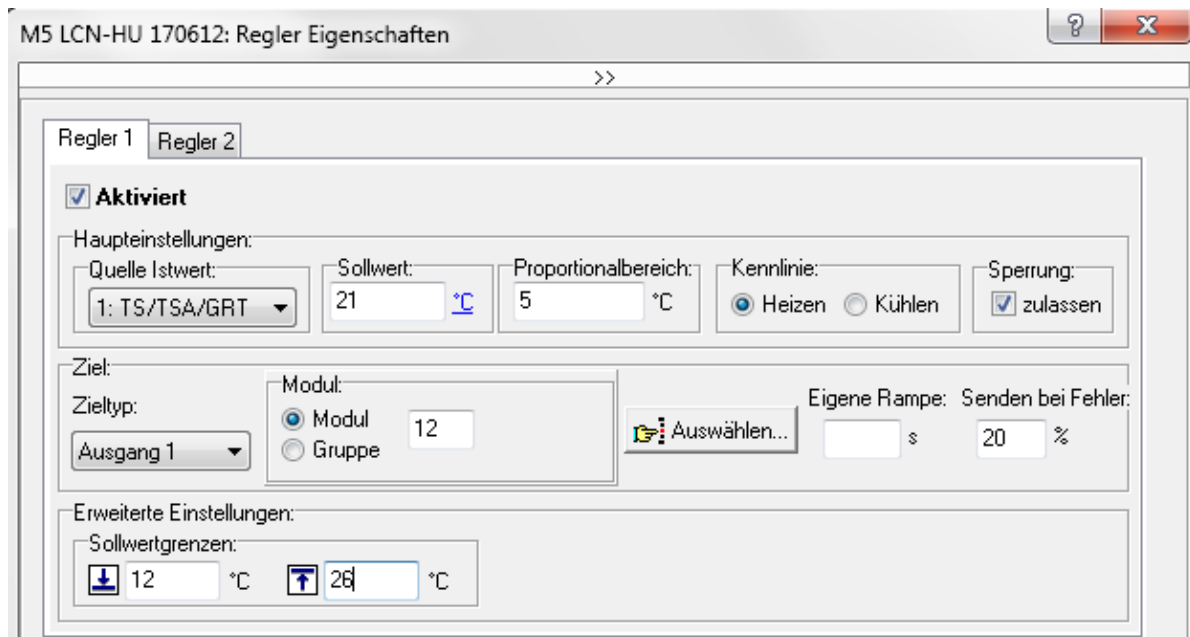 M5 LCN-HU 170612: Regler Eigenschaften
>>
Regler 1 Regler 2
Aktiviert
Haupteinstellungen:
Quelle Istwert: Sollwert: Proportionalbereich: Kennlinie: Sperrung:
1: TS/TSA/GRT 21 °C 5 °C Heizen Kühlen zulassen
Ziel:
Zieltyp: Modul: Eigene Rampe: Senden bei Fehler:
Ausgang 1 Modul 12 Auswählen... s 20 %
Gruppe
Erweiterte Einstellungen:
Sollwertgrenzen:
12 °C 26 °C